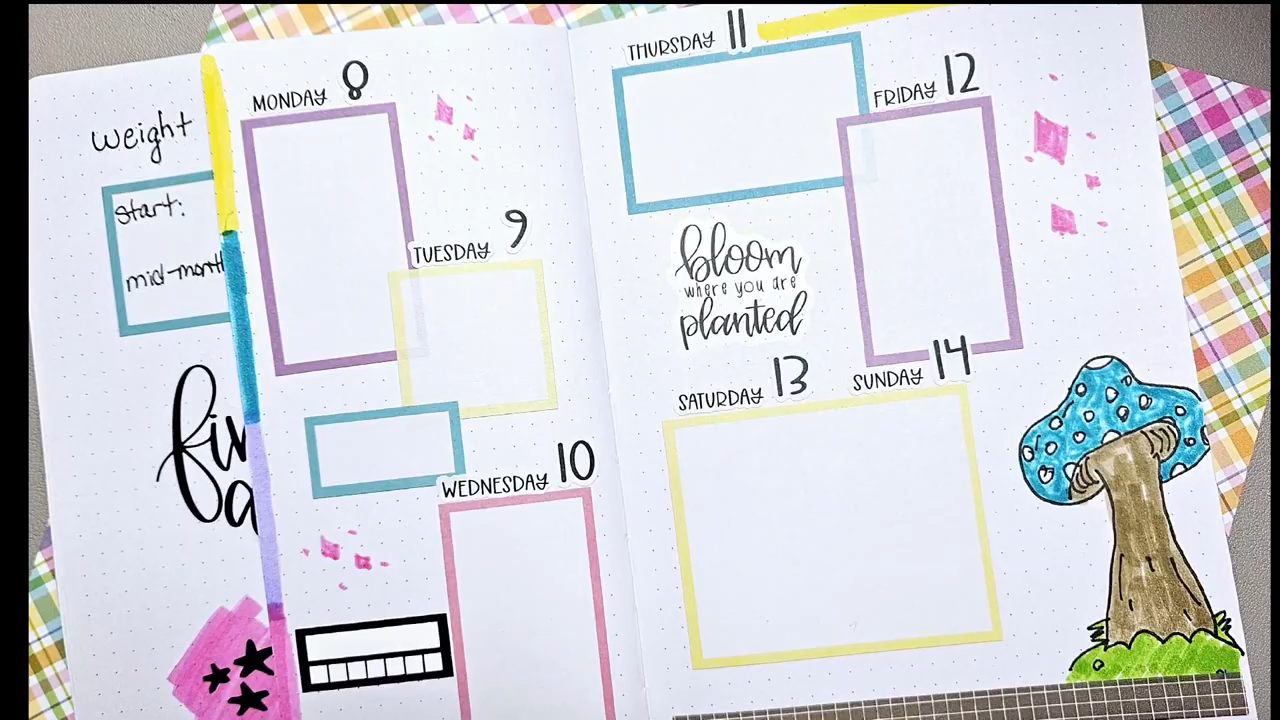 weight
start:
mid-month
MONDAY 8
TUESDAY 9
WEDNESDAY 10
THURSDAY 11
FRIDAY 12
bloom
where you are
planted
SATURDAY 13
SUNDAY 14